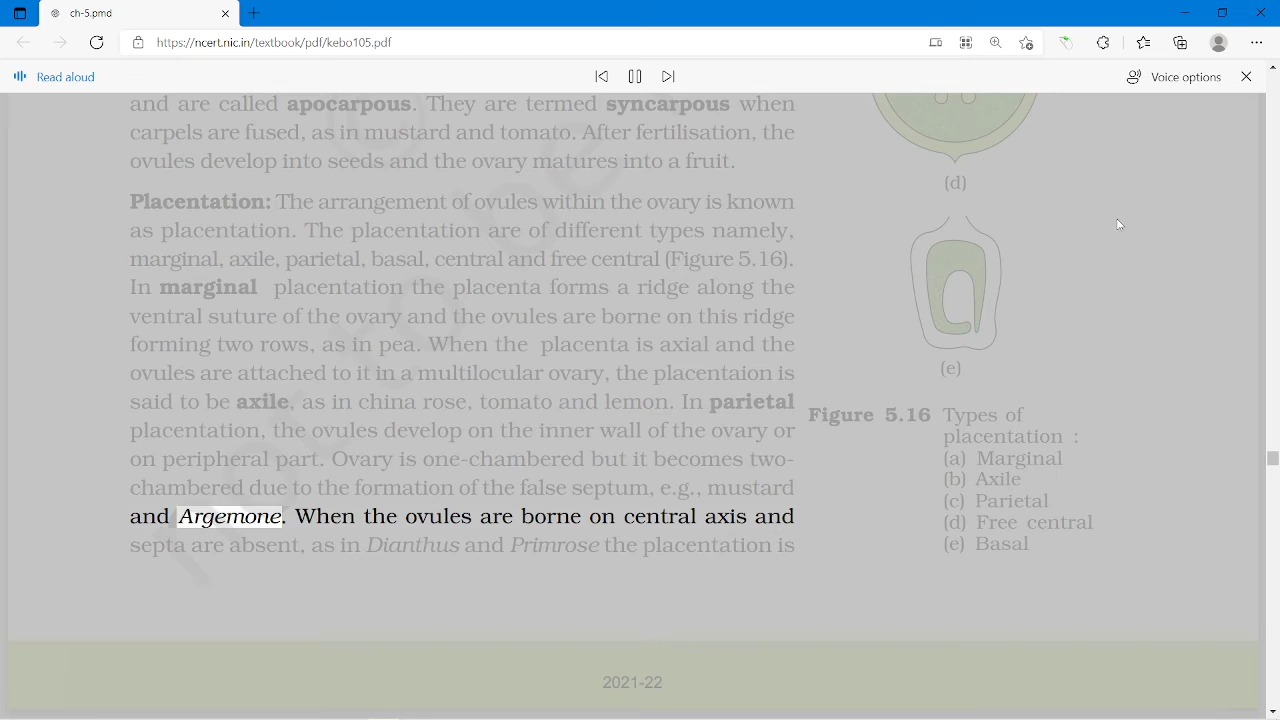 ch-5.pmd
https://ncert.nic.in/textbook/pdf/kebo105.pdf
Read aloud
Voice options
and are called apocarpous. They are termed syncarpous when
carpels are fused, as in mustard and tomato. After fertilisation, the
ovules develop into seeds and the ovary matures into a fruit.
Placentation: The arrangement of ovules within the ovary is known
as placentation. The placentation are of different types namely,
marginal, axile, parietal, basal, central and free central (Figure 5.16).
In marginal placentation the placenta forms a ridge along the
ventral suture of the ovary and the ovules are borne on this ridge
forming two rows, as in pea. When the placenta is axial and the
ovules are attached to it in a multilocular ovary, the placentaion is
said to be axile, as in china rose, tomato and lemon. In parietal
placentation, the ovules develop on the inner wall of the ovary or
on peripheral part. Ovary is one-chambered but it becomes two-
chambered due to the formation of the false septum, e.g., mustard
and Argemone. When the ovules are borne on central axis and
septa are absent, as in Dianthus and Primrose the placentation is
(d)
(e)
Figure 5.16 Types of
placentation :
(a) Marginal
(b) Axile
(c) Parietal
(d) Free central
(e) Basal
2021-22